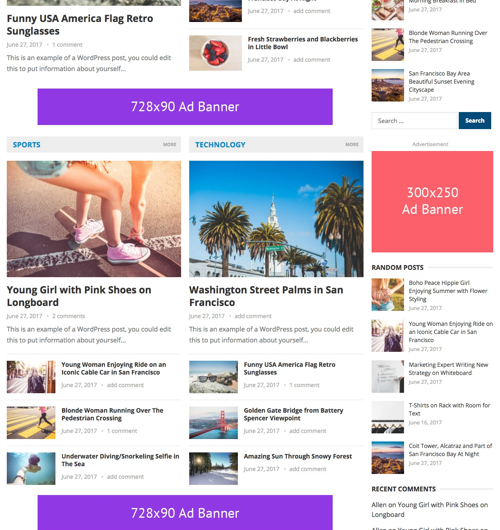 Funny USA America Flag Retro
Sunglasses
June 27, 2017 • 1 comment
This is an example of a WordPress post, you could edit
this to put information about yourself...
June 27, 2017 • add comment
Fresh Strawberries and Blackberries
in Little Bowl
June 27, 2017 • add comment
728x90 Ad Banner
SPORTS
MORE
Young Girl with Pink Shoes on
Longboard
June 27, 2017 • 2 comments
This is an example of a WordPress post, you could edit
this to put information about yourself...
Young Women Enjoying Ride on an
Iconic Cable Car in San Francisco
June 27, 2017 • add comment
Blonde Woman Running Over The
Pedestrian Crossing
June 27, 2017 • 1 comment
Underwater Diving/Snorkeling Selfie in
The Sea
June 27, 2017 • add comment
TECHNOLOGY
MORE
Washington Street Palms in San
Francisco
June 27, 2017 • add comment
This is an example of a WordPress post, you could edit
this to put information about yourself...
Funny USA America Flag Retro
Sunglasses
June 27, 2017 • 1 comment
Golden Gate Bridge from Battery
Spencer Viewpoint
June 27, 2017 • add comment
Amazing Sun Through Snowy Forest
June 27, 2017 • add comment
728x90 Ad Banner
Morning Breakfast in Bed
June 27, 2017
Blonde Woman Running Over
The Pedestrian Crossing
June 27, 2017
San Francisco Bay Area
Beautiful Sunset Evening
Cityscape
June 27, 2017
Search ...
Search
Advertisement
300x250
Ad Banner
RANDOM POSTS
Boho Peace Hippie Girl
Enjoying Summer with Flower
Styling
June 27, 2017
Young Woman Enjoying Ride on
an Iconic Cable Car in San
Francisco
June 27, 2017
Marketing Expert Writing New
Strategy on Whiteboard
June 27, 2017
T-Shirts on Rack with Room for
Text
June 16, 2017
Coit Tower, Alcatraz and Part of
San Francisco Bay At Night
June 27, 2017
RECENT COMMENTS
Allen on Young Girl with Pink Shoes on
Longboard
Allen on Young Girl with Pink Shoes on